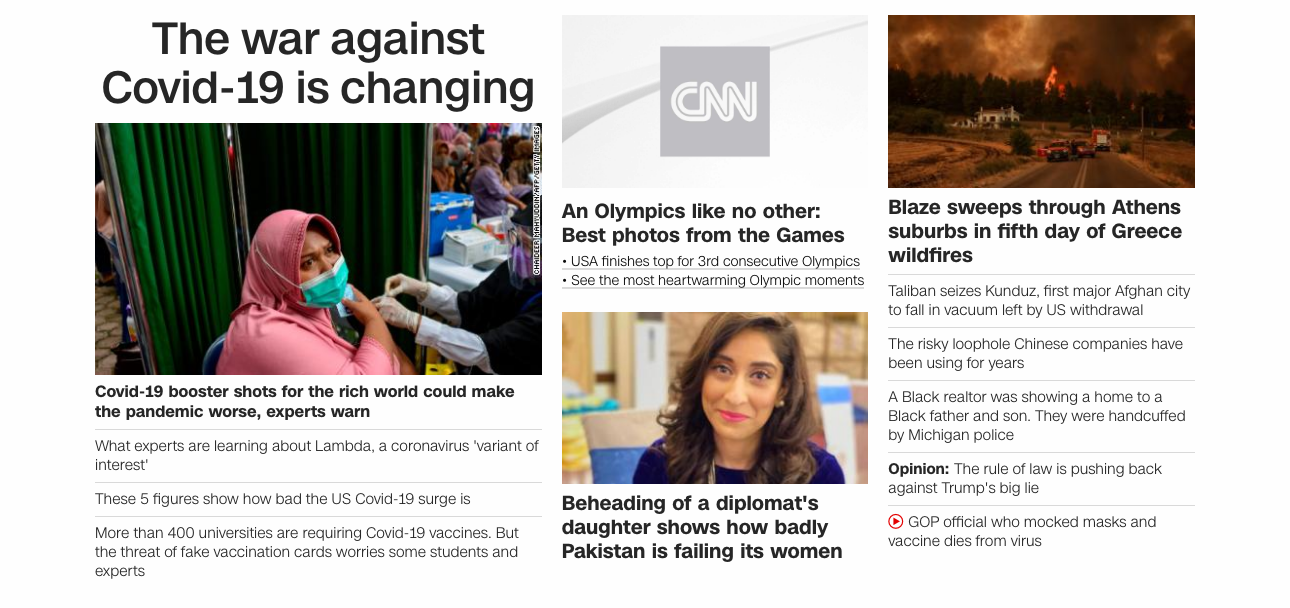 The war against
Covid-19 is changing
CHAIDEER MAHYUDDIN/AFP/GETTY IMAGES
Covid-19 booster shots for the rich world could make
the pandemic worse, experts warn
What experts are learning about Lambda, a coronavirus 'variant of
interest'
These 5 figures show how bad the US Covid-19 surge is
More than 400 universities are requiring Covid-19 vaccines. But
the threat of fake vaccination cards worries some students and
experts
CNN
An Olympics like no other:
Best photos from the Games
• USA finishes top for 3rd consecutive Olympics
• See the most heartwarming Olympic moments
Beheading of a diplomat's
daughter shows how badly
Pakistan is failing its women
Blaze sweeps through Athens
suburbs in fifth day of Greece
wildfires
Taliban seizes Kunduz, first major Afghan city
to fall in vacuum left by US withdrawal
The risky loophole Chinese companies have
been using for years
A Black realtor was showing a home to a
Black father and son. They were handcuffed
by Michigan police
Opinion: The rule of law is pushing back
against Trump's big lie
GOP official who mocked masks and
vaccine dies from virus